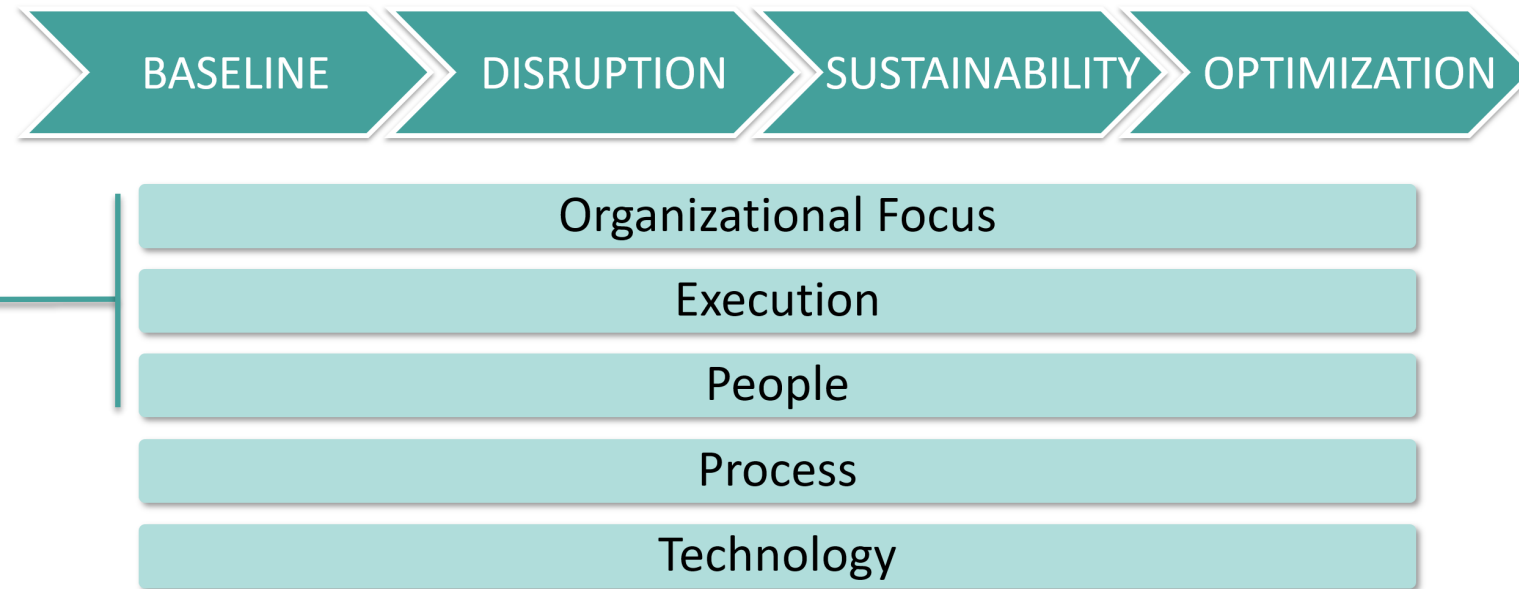 BASELINE
DISRUPTION
SUSTAINABILITY
OPTIMIZATION
Organizational Focus
Execution
People
Process
Technology